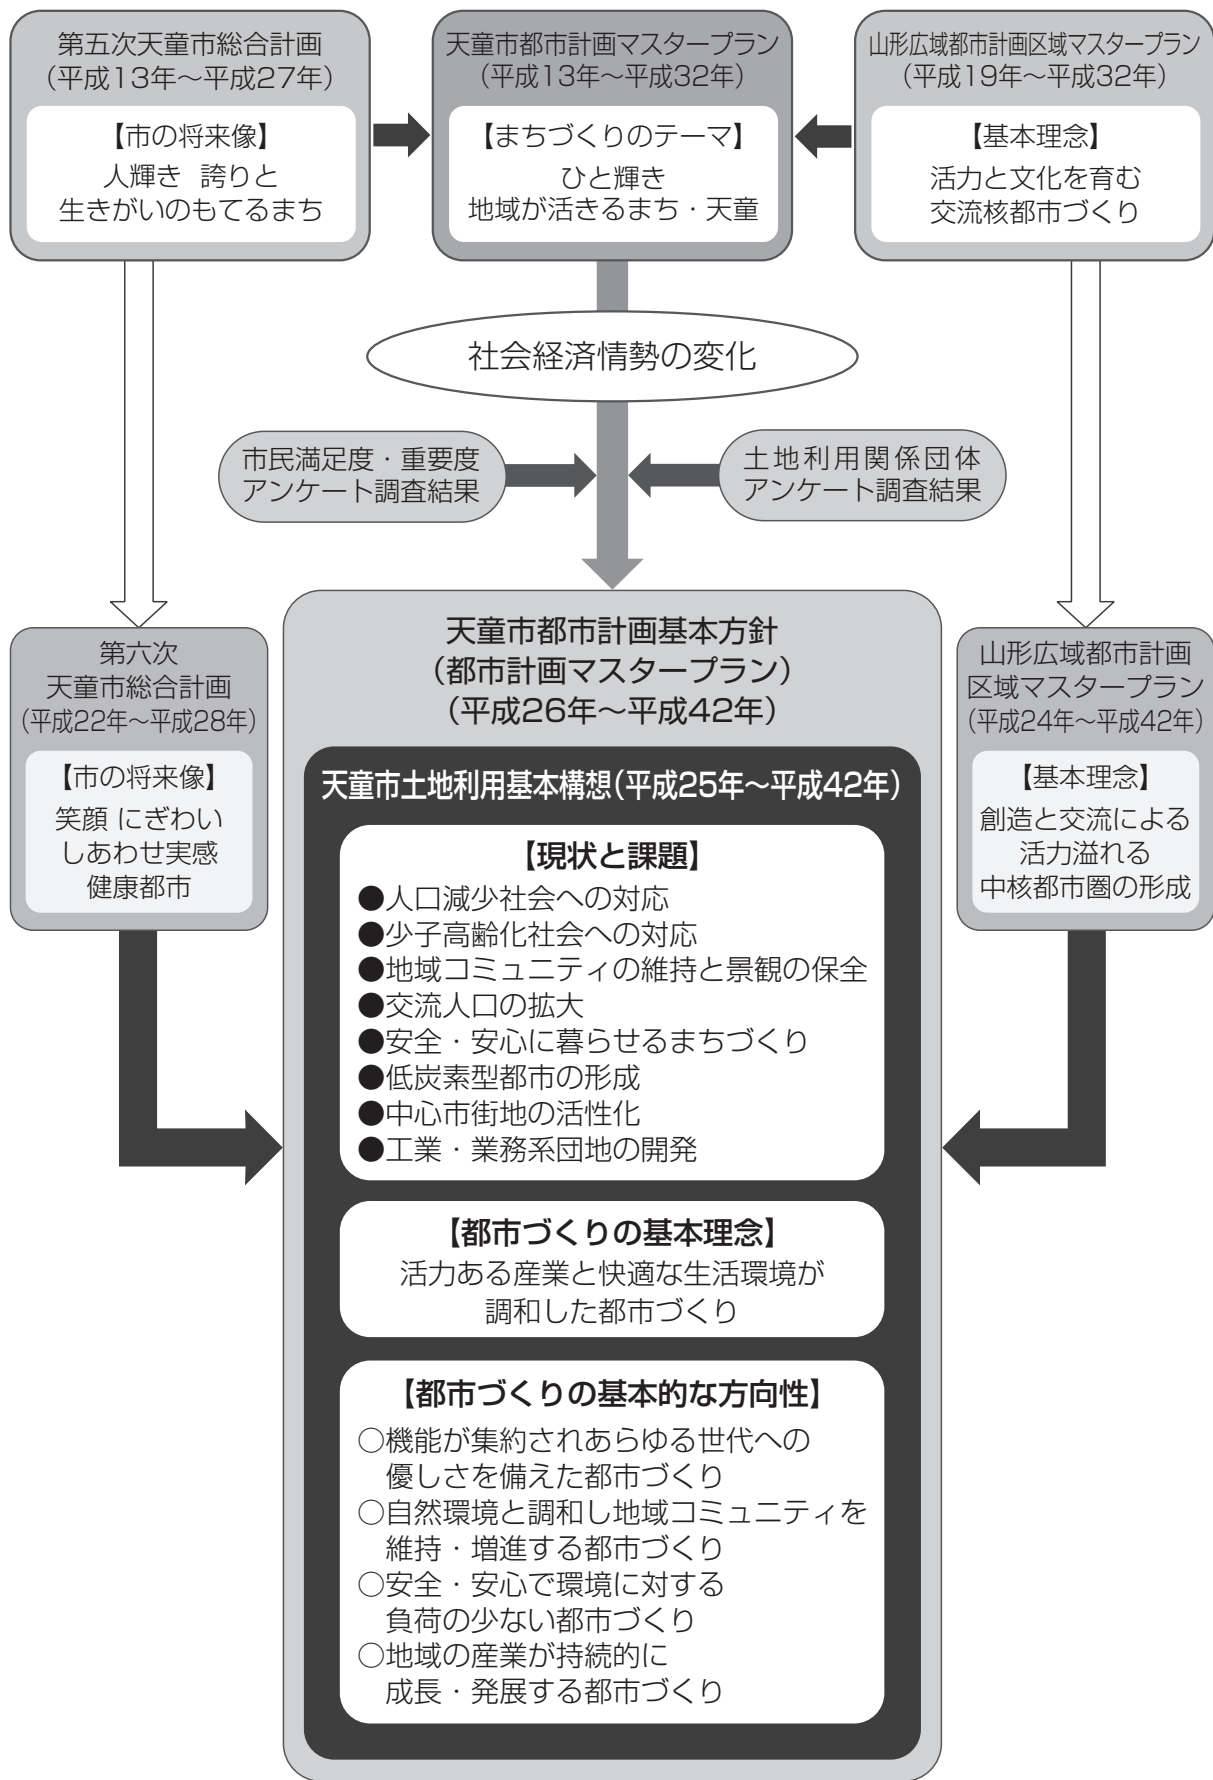 第五次天童市総合計画
（平成13年～平成27年）
【市の将来像】
人輝き 誇りと
生きがいのもてるまち
天童市都市計画マスタープラン
（平成13年～平成32年）
【まちづくりのテーマ】
ひと輝き
地域が活きるまち・天童
山形広域都市計画区域マスタープラン
（平成19年～平成32年）
【基本理念】
活力と文化を育む
交流核都市づくり
社会経済情勢の変化
市民満足度・重要度
アンケート調査結果
土地利用関係団体
アンケート調査結果
第六次
天童市総合計画
（平成22年～平成28年）
【市の将来像】
笑顔 にぎわい
しあわせ実感
健康都市
天童市都市計画基本方針
（都市計画マスタープラン）
（平成26年～平成42年）
天童市土地利用基本構想（平成25年～平成42年）
【現状と課題】
●人口減少社会への対応
●少子高齢化社会への対応
●地域コミュニティの維持と景観の保全
●交流人口の拡大
●安全・安心に暮らせるまちづくり
●低炭素型都市の形成
●中心市街地の活性化
●工業・業務系団地の開発
【都市づくりの基本理念】
活力ある産業と快適な生活環境が
調和した都市づくり
【都市づくりの基本的な方向性】
○機能が集約されあらゆる世代への
優しさを備えた都市づくり
○自然環境と調和し地域コミュニティを
維持・増進する都市づくり
○安全・安心で環境に対する
負荷の少ない都市づくり
○地域の産業が持続的に
成長・発展する都市づくり
山形広域都市計画
区域マスタープラン
（平成24年～平成42年）
【基本理念】
創造と交流による
活力溢れる
中核都市圏の形成